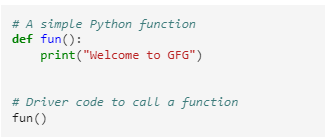 # A simple Python function
def fun():
    print("Welcome to GFG")
# Driver code to call a function
fun()